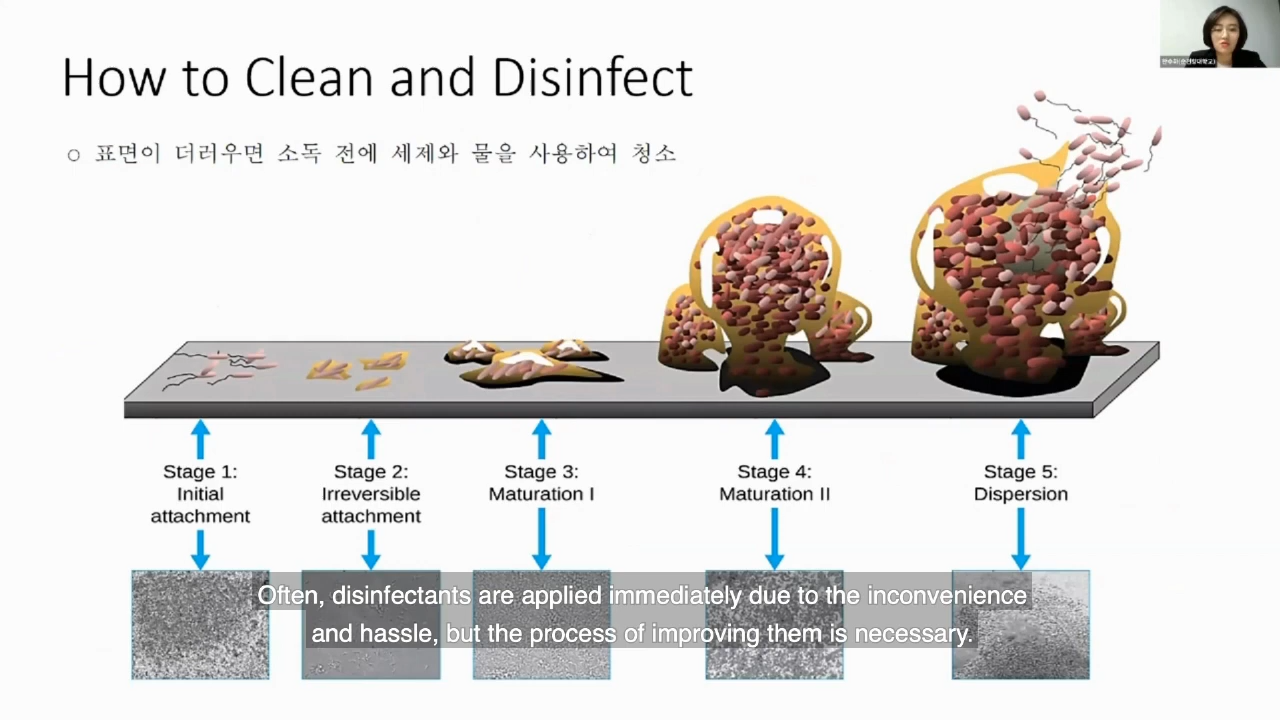 How to Clean and Disinfect
표면이 더러우면 소독 전에 세제와 물을 사용하여 청소
Stage 1:
Initial
attachment
Stage 2:
Irreversible
attachment
Stage 3:
Maturation I
Stage 4:
Maturation II
Stage 5:
Dispersion
Often, disinfectants are applied immediately due to the inconvenience
and hassle, but the process of improving them is necessary.